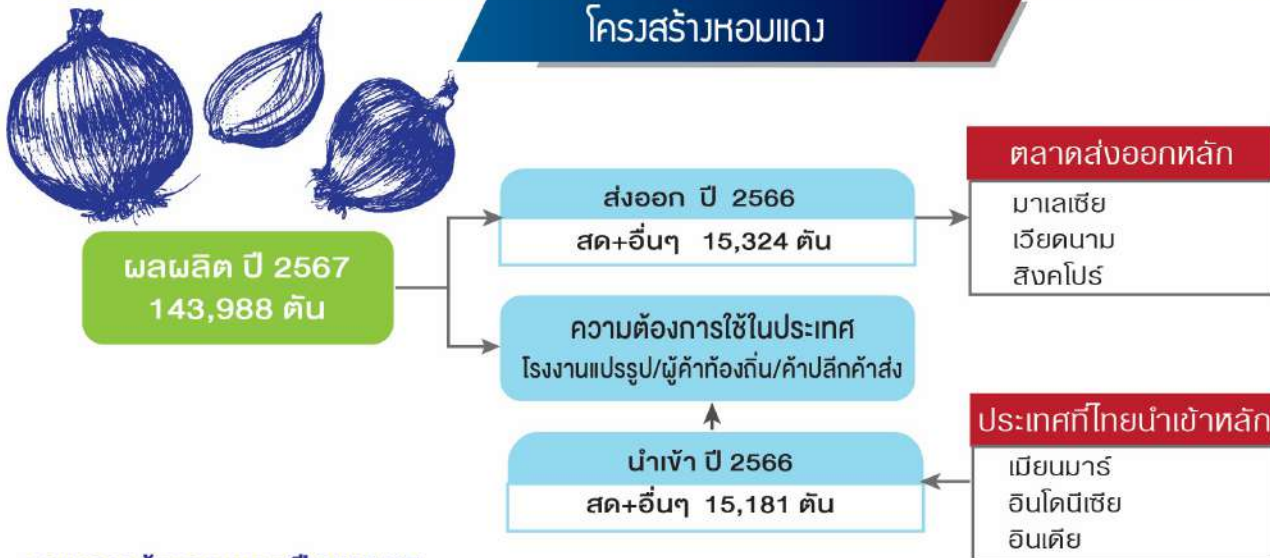 โครงสร้างหอมแดง
ผลผลิต ปี 2567
143,988 ตัน
ส่งออก ปี 2566
สด+อื่นๆ 15,324 ตัน
ตลาดส่งออกหลัก
มาเลเซีย
เวียดนาม
สิงคโปร์
ความต้องการใช้ในประเทศ
โรงงานแปรรูป/ผู้ค้าท้องถิ่น/ค้าปลีกค้าส่ง
นำเข้า ปี 2566
สด+อื่นๆ 15,181 ตัน
ประเทศที่ไทยนำเข้าหลัก
เมียนมาร์
อินโดนีเซีย
อินเดีย